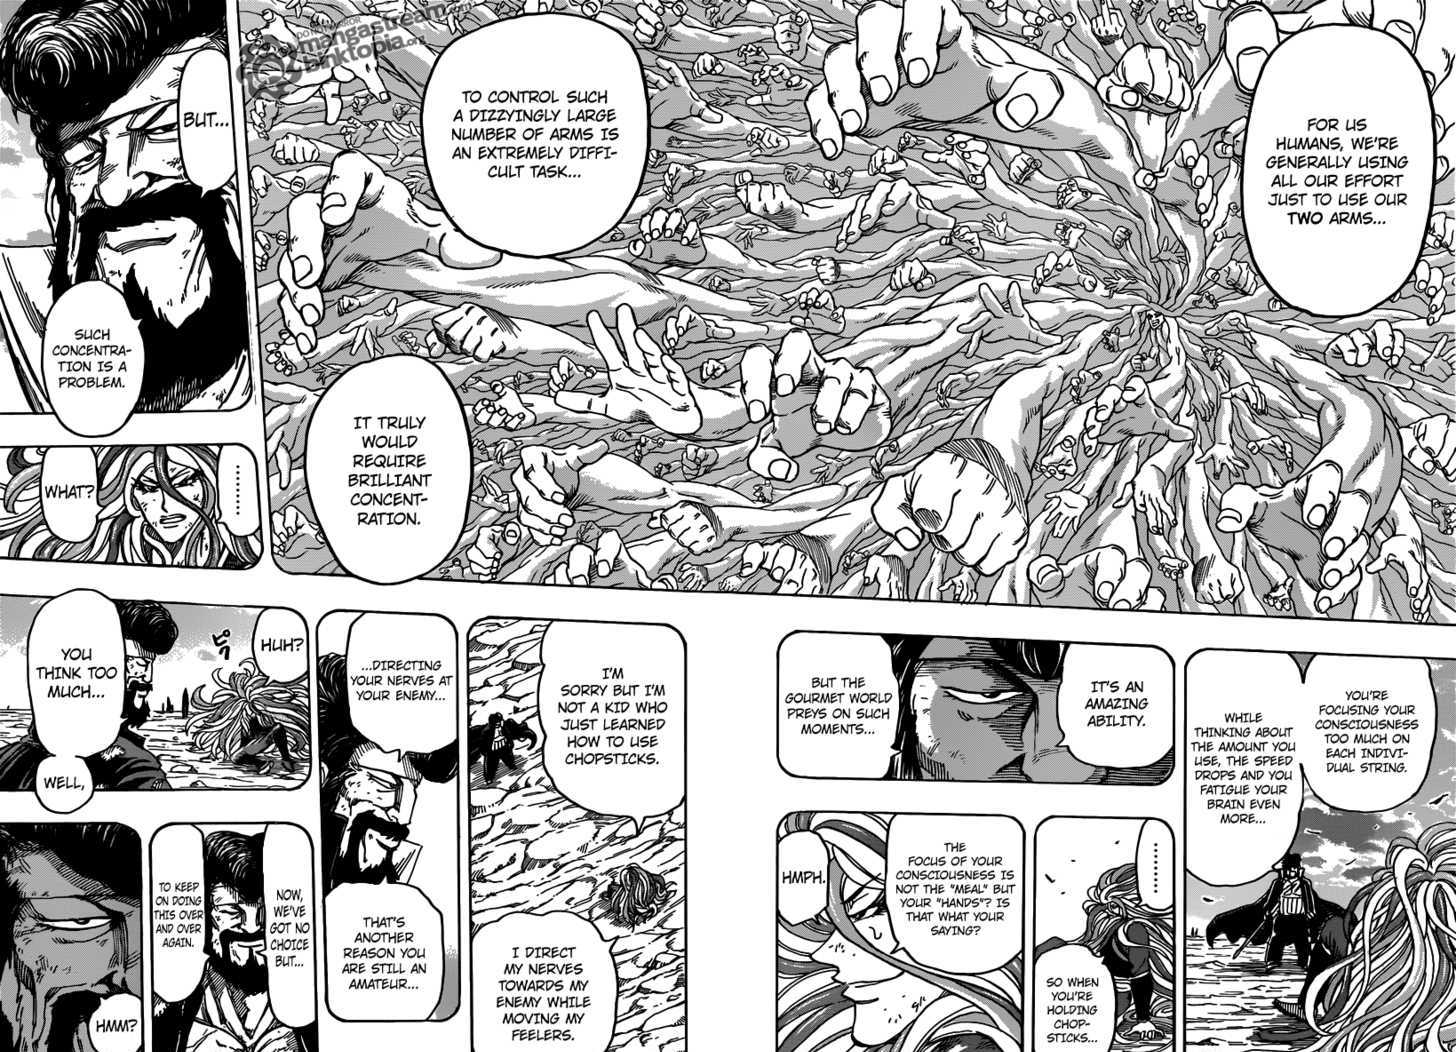 FOR US
HUMANS, WE'RE
GENERALLY USING
ALL OUR EFFORT
JUST TO USE OUR
TWO ARMS...
TO CONTROL SUCH
A DIZZYINGLY LARGE
NUMBER OF ARMS IS
AN EXTREMELY DIFFI-
CULT TASK...
IT TRULY
WOULD
REQUIRE
BRILLIANT
CONCENT-
RATION.
BUT...
SUCH
CONCENTRA-
TION IS A
PROBLEM.
.........
WHAT?
YOU'RE
FOCUSING YOUR
CONSCIOUSNESS
TOO MUCH ON
EACH INDIVI-
DUAL STRING.
WHILE
THINKING ABOUT
THE AMOUNT YOU
USE, THE SPEED
DROPS AND YOU
FATIGUE YOUR
BRAIN EVEN
MORE...
IT'S AN
AMAZING
ABILITY.
BUT THE
GOURMET WORLD
PREYS ON SUCH
MOMENTS...
.........
SO WHEN
YOU'RE
HOLDING
CHOP-
STICKS...
THE
FOCUS OF YOUR
CONSCIOUSNESS IS
NOT THE "MEAL" BUT
YOUR "HANDS"? IS
THAT WHAT YOUR
SAYING?
HMPH.
I'M
SORRY BUT I'M
NOT A KID WHO
JUST LEARNED
HOW TO USE
CHOPSTICKS.
I DIRECT
MY NERVES
TOWARDS MY
ENEMY WHILE
MOVING MY
FEELERS.
...DIRECTING
YOUR NERVES AT
YOUR ENEMY...
THAT'S
ANOTHER
REASON YOU
ARE STILL AN
AMATEUR...
HUH?
ピク
YOU
THINK TOO
MUCH...
WELL,
NOW,
WE'VE
GOT NO
CHOICE
BUT...
TO KEEP
ON DOING
THIS OVER
AND OVER
AGAIN.
HMM?
mangastream.com
inktopia.org